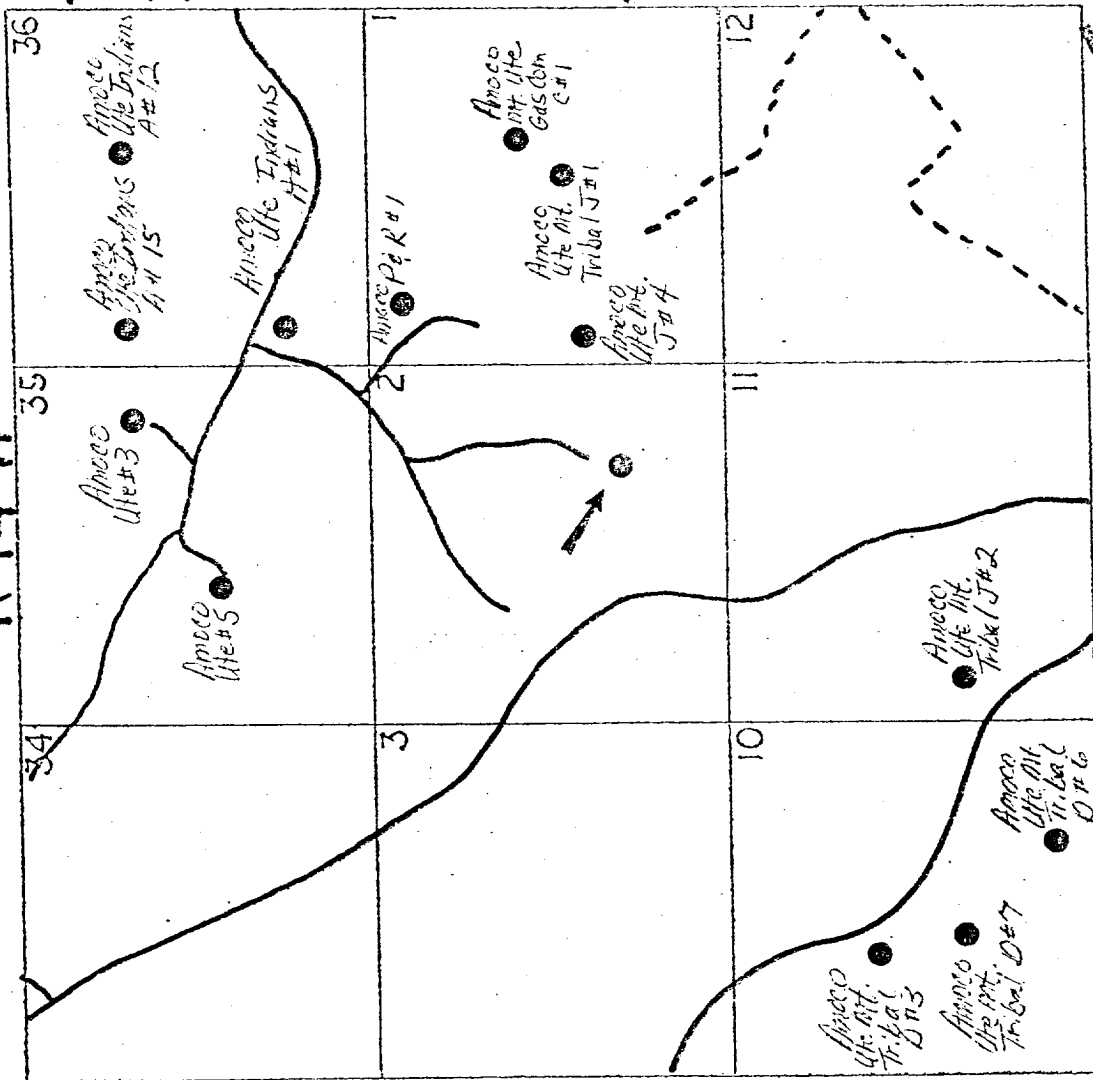 36
Amoco
Ute Indians
A#12
Amoco
Ute Indians
A#15
Amoco
Ute Indians
H#1
35
Amoco
Ute#3
Amoco
Ute#5
34
1
Amoco
Mt. Ute
Gas Com
C#1
Amoco
Ute Mt.
Tribal J#1
Amoco P&R#1
Amoco
Ute Mt.
J#4
2
3
12
11
Amoco
Ute Mt.
Tribal J#2
10
Amoco
Ute Mt.
Tribal
D#6
Amoco
Ute Mt.
Tribal
D#3
Amoco
Ute Mt.
Tribal D#7